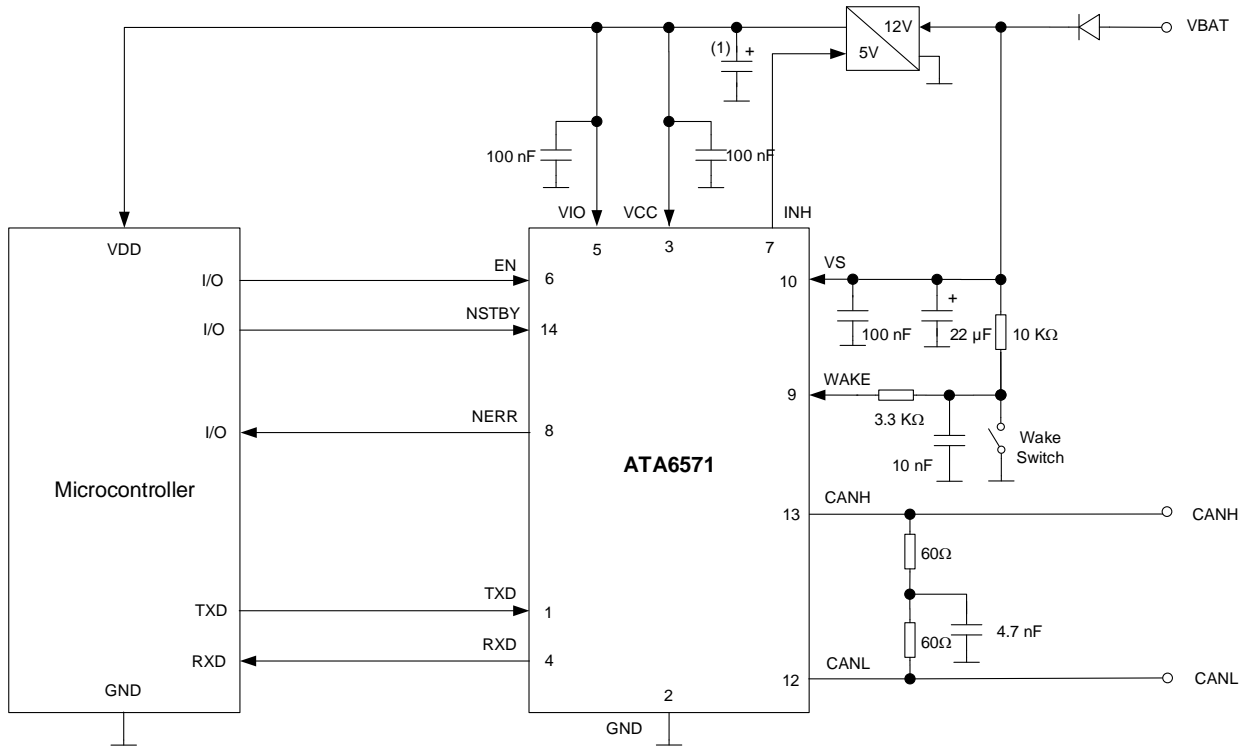 VBAT
12V
5V
(1)
+
100 nF
100 nF
VIO
VCC
INH
VDD
5
3
7
I/O
EN
6
VS
10
I/O
NSTBY
14
+
100 nF
22 µF
10 KΩ
WAKE
9
3.3 KΩ
I/O
NERR
8
10 nF
Wake
Switch
ATA6571
Microcontroller
CANH
13
CANH
60Ω
TXD
TXD
1
4.7 nF
60Ω
RXD
RXD
4
CANL
12
CANL
GND
2
GND